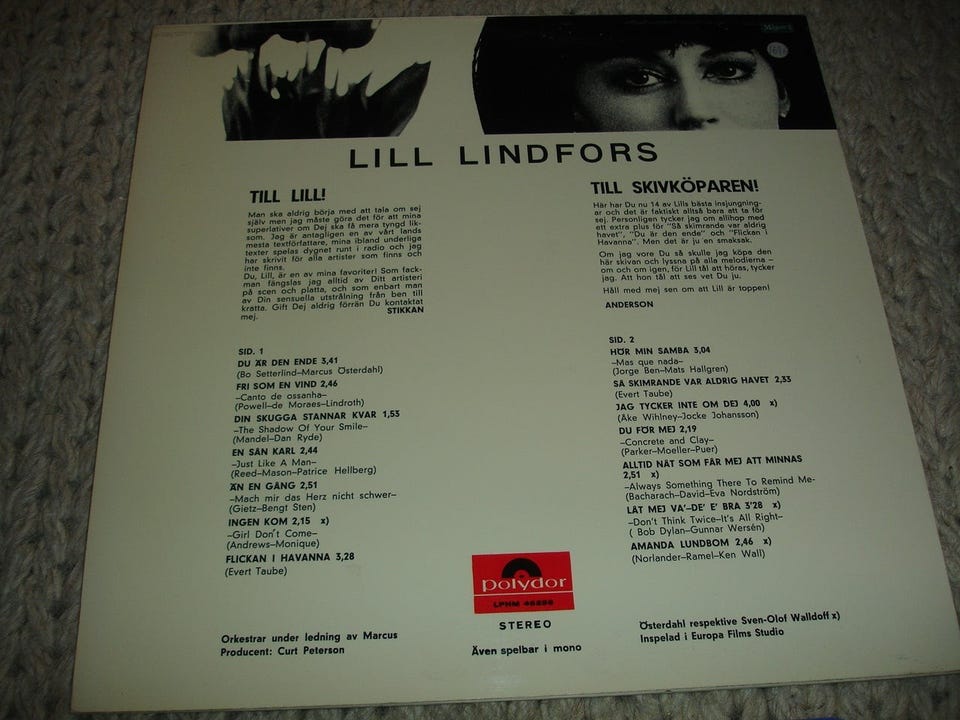 LILL LINDFORS
TILL LILL!
Man ska aldrig börja med att tala om sej
själv men jag måste göra det för att mina
superlativer om Dej ska få mera tyngd lik-
som. Jag är antagligen en av vårt lands
mesta textförfattare, mina ibland underlige
texter spelas dygnet runt i radio och jag
har skrivit för alla artister som finns och
inte finns.
Du, Lill, är en av mina favoriter! Som fack-
man fängslas jag alltid av Ditt artisteri
på scen och platta, och som enbart man
av Din sensuella utstrålning från ben till
kratta. Gift Dej aldrig förrän Du kontaktat
mej.
STIKKAN
TILL SKIVKÖPAREN!
Här har Du nu 14 av Lills bästa insjungning-
ar och det är faktiskt alltså bara att ta för
sej. Personligen tycker jag om allihop med
ett extra plus för "Så skimrande var aldrig
havet", "Du är den ende" och "Flickan i
Havanna". Men det är ju en smaksak.
Om jag vore Du så skulle jag köpa den
här skivan och lyssna på alla melodierna –
om och om igen, för Lill tål att höras, tycker
jag. Att hon tål att ses vet Du ju.
Håll med mej sen om att Lill är toppen!
ANDERSON
SID. 1
DU ÄR DEN ENDE 3,41
(Bo Setterlind–Marcus Österdahl)
FRI SOM EN VIND 2,46
–Canto de ossanha–
(Powell–de Moraes–Lindroth)
DIN SKUGGA STANNAR KVAR 1,53
–The Shadow Of Your Smile–
(Mandel–Dan Ryde)
EN SÅN KARL 2,44
–Just Like A Man–
(Reed–Mason–Patrice Hellberg)
ÄN EN GÅNG 2,51
–Mach mir das Herz nicht schwer–
(Gietz–Bengt Sten)
INGEN KOM 2,15 x)
–Girl Don't Come–
(Andrews–Monique)
FLICKAN I HAVANNA 3,28
(Evert Taube)
SID. 2
HÖR MIN SAMBA 3,04
–Mas que nada–
(Jorge Ben–Mats Hallgren)
SÅ SKIMRANDE VAR ALDRIG HAVET 2,33
(Evert Taube)
JAG TYCKER INTE OM DEJ 4,00 x)
(Åke Wihlney–Jocke Johansson)
DU FÖR MEJ 2,19
–Concrete and Clay–
(Parker–Moeller–Puer)
ALLTID NÅT SOM FÅR MEJ ATT MINNAS
2,51 x)
–Always Something There To Remind Me–
(Bacharach–David–Eva Nordström)
LÅT MEJ VA'–DE' E' BRA 3'28 x)
–Don't Think Twice–It's All Right–
( Bob Dylan–Gunnar Wersén)
AMANDA LUNDBOM 2,46 x)
(Norlander–Ramel–Ken Wall)
polydor
STEREO
Även spelbar i mono
Orkestrar under ledning av Marcus
Producent: Curt Peterson
Österdahl respektive Sven-Olof Walldoff x)
Inspelad i Europa Films Studio